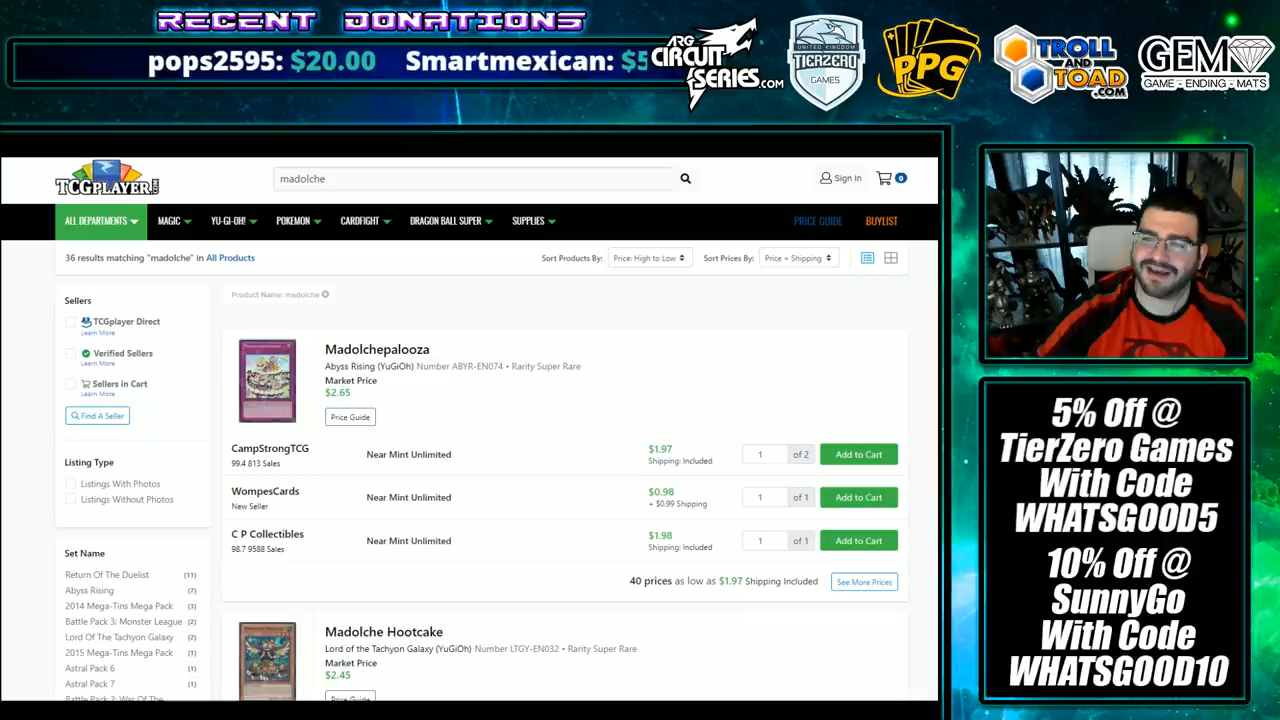 RECENT DONATIONS
pops2595: $20.00 Smartmexican: $5
ARG CIRCUIT SERIES.COM
UNITED KINGDOM TIERZERO GAMES
PPG
TROLL AND TOAD .COM
GEM GAME - ENDING - MATS
TCGPLAYER.COM
madolche
Sign In 0
ALL DEPARTMENTS MAGIC YU-GI-OH! POKEMON CARDFIGHT DRAGON BALL SUPER SUPPLIES PRICE GUIDE BUYLIST
36 results matching "madolche" in All Products
Sort Products By: Price: High to Low Sort Prices By: Price + Shipping
Product Name: madolche
Sellers
TCGplayer Direct
Learn More
Verified Sellers
Learn More
Sellers in Cart
Learn More
Find A Seller
Listing Type
Listings With Photos
Listings Without Photos
Set Name
Return Of The Duelist (11)
Abyss Rising (7)
2014 Mega-Tins Mega Pack (3)
Battle Pack 3: Monster League (2)
Lord Of The Tachyon Galaxy (2)
2015 Mega-Tins Mega Pack (1)
Astral Pack 6 (1)
Astral Pack 7 (1)
Battle Pack 2: War Of The
Madolchepalooza
Abyss Rising (YuGiOh) Number ABYR-EN074 • Rarity Super Rare
Market Price
$2.65
Price Guide
CampStrongTCG
99.4 813 Sales
Near Mint Unlimited
$1.97
Shipping: Included
1 of 2 Add to Cart
WompesCards
New Seller
Near Mint Unlimited
$0.98
+ $0.99 Shipping
1 of 1 Add to Cart
C P Collectibles
98.7 9588 Sales
Near Mint Unlimited
$1.98
Shipping: Included
1 of 1 Add to Cart
40 prices as low as $1.97 Shipping Included See More Prices
Madolche Hootcake
Lord of the Tachyon Galaxy (YuGiOh) Number LTGY-EN032 • Rarity Super Rare
Market Price
$2.45
Price Guide
5% Off @
TierZero Games
With Code
WHATSGOOD5
10% Off @
SunnyGo
With Code
WHATSGOOD10